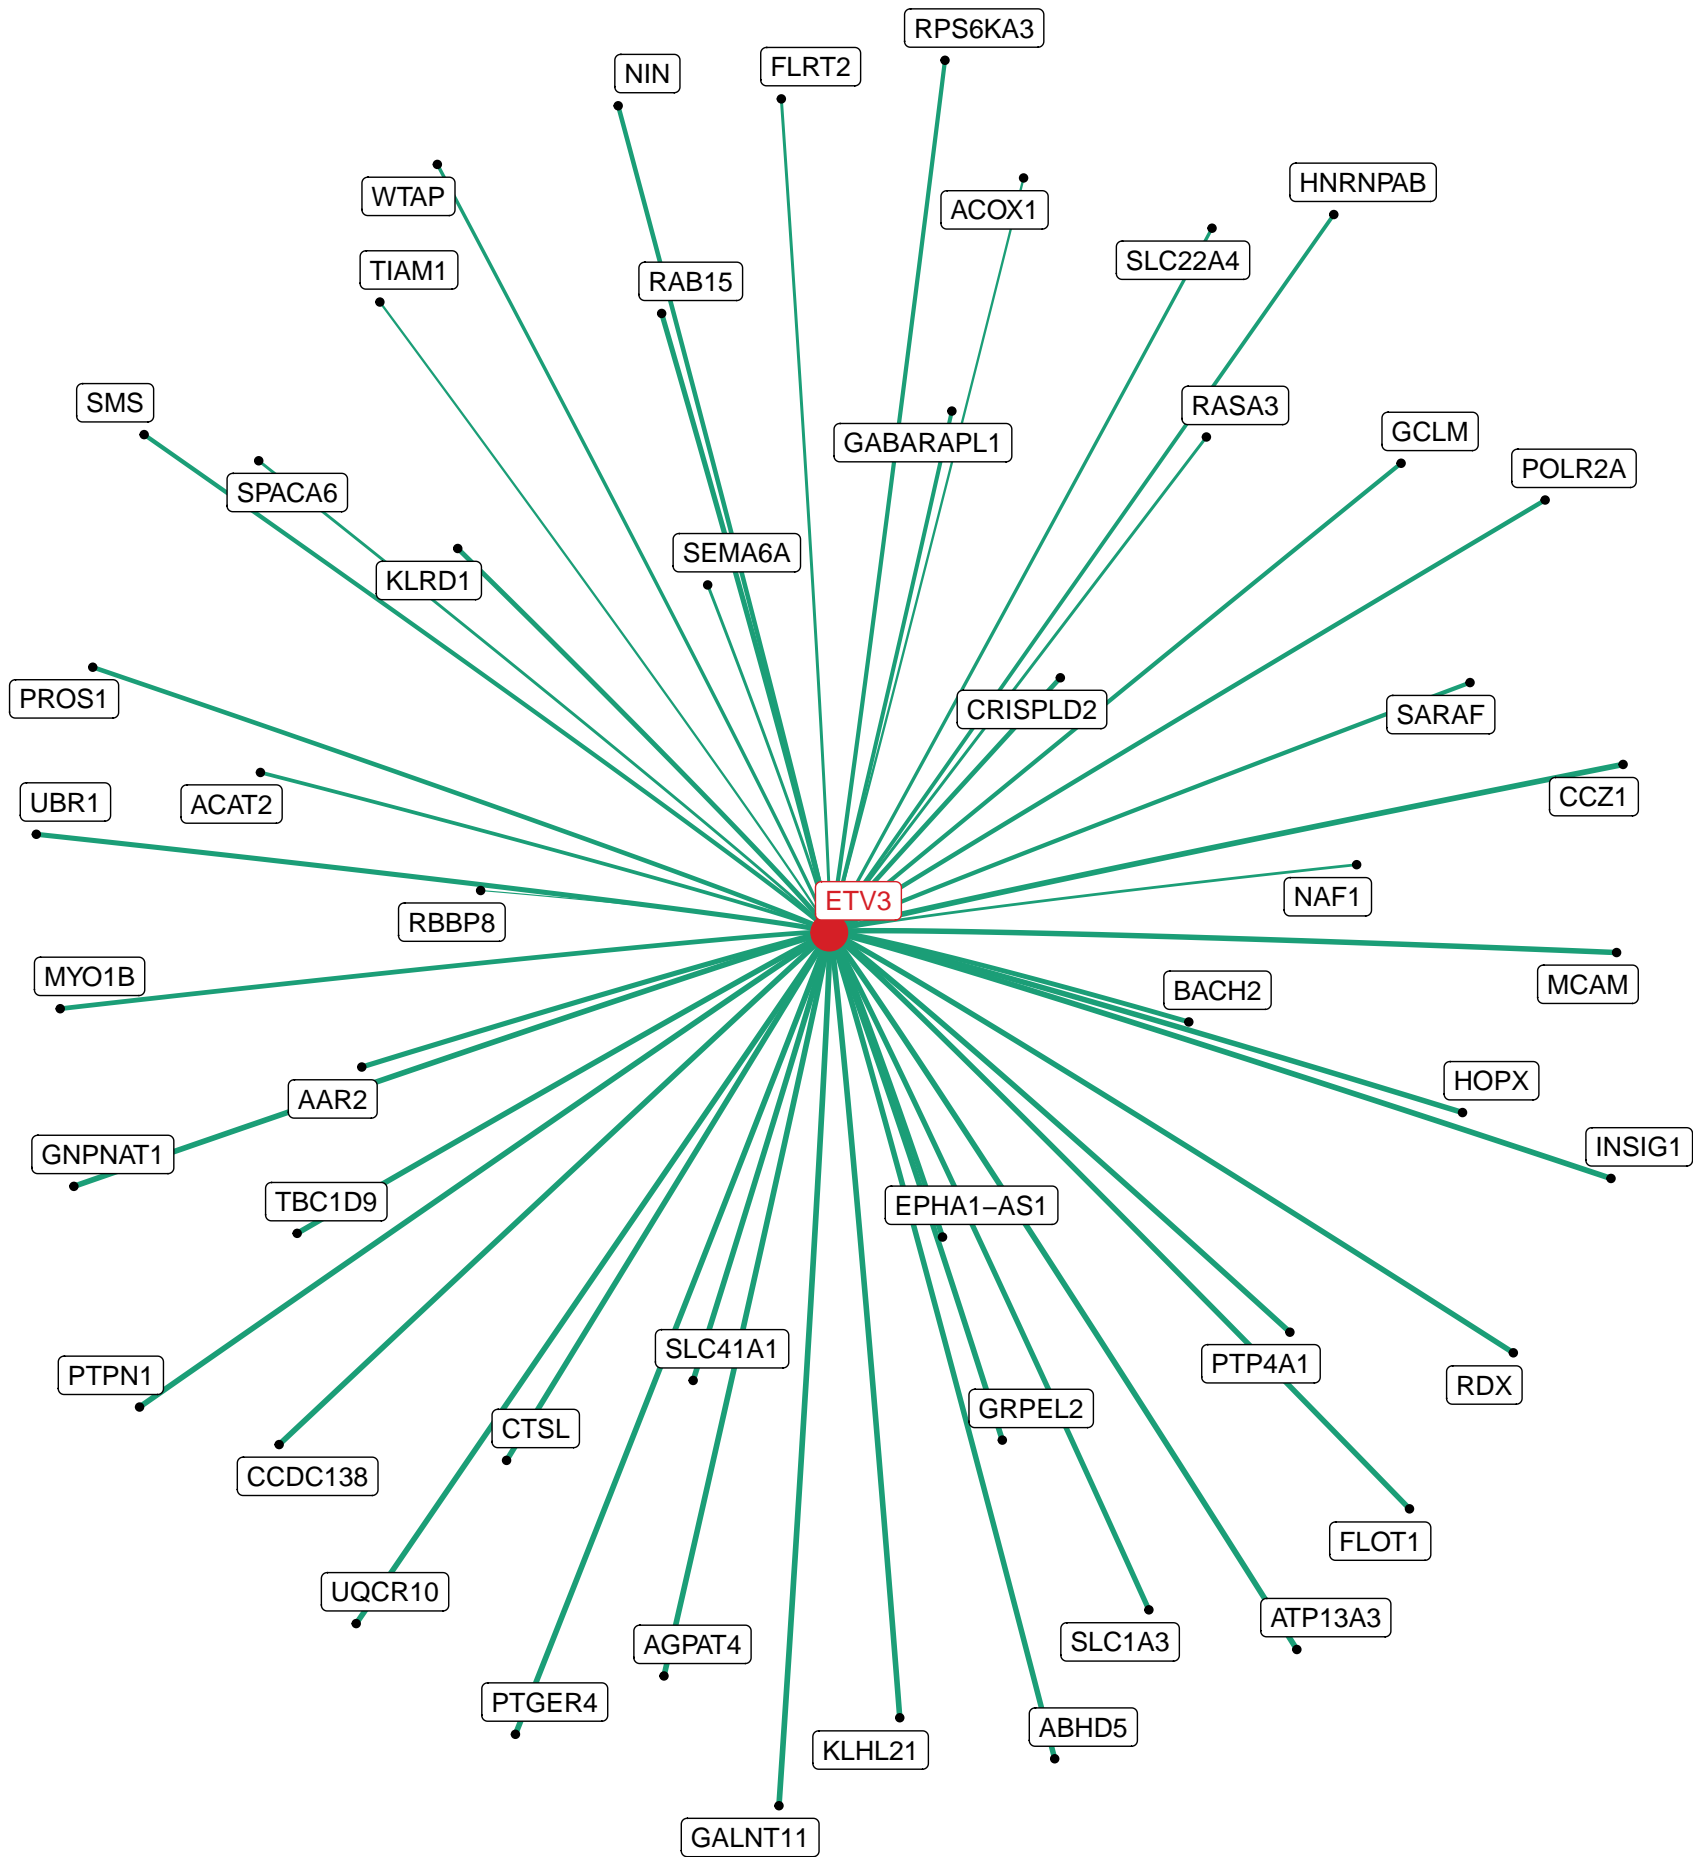 RPS6KA3
NIN
FLRT2
HNRNPAB
WTAP
ACOX1
SLC22A4
TIAM1
RAB15
SMS
RASA3
GCLM
GABARAPL1
POLR2A
SPACA6
SEMA6A
KLRD1
PROS1
CRISPLD2
SARAF
UBR1
ACAT2
CCZ1
ETV3
NAF1
RBBP8
MYO1B
BACH2
MCAM
HOPX
AAR2
INSIG1
GNPNAT1
TBC1D9
EPHA1–AS1
SLC41A1
PTP4A1
PTPN1
RDX
GRPEL2
CTSL
CCDC138
FLOT1
UQCR10
ATP13A3
SLC1A3
AGPAT4
PTGER4
ABHD5
KLHL21
GALNT11